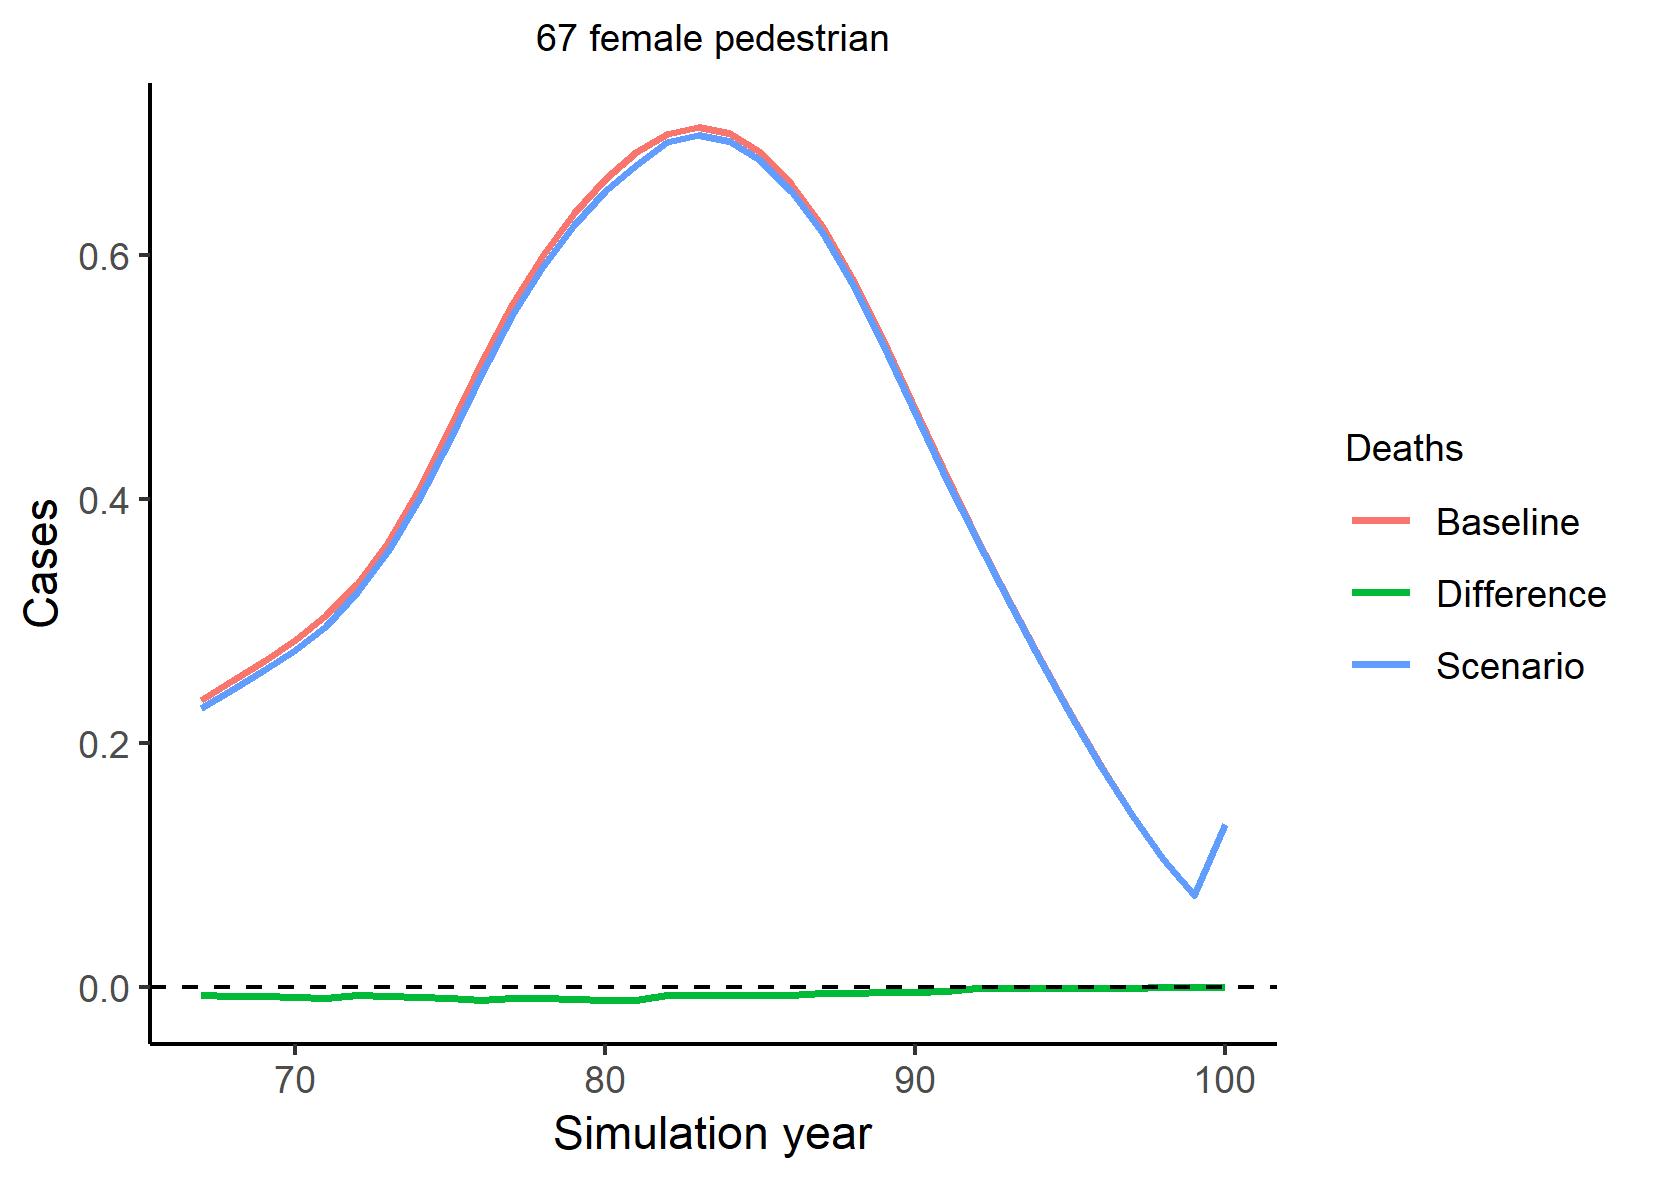 67 female pedestrian
Cases
0.6
0.4
0.2
0.0
70 80 90 100
Simulation year
Deaths
Baseline
Difference
Scenario